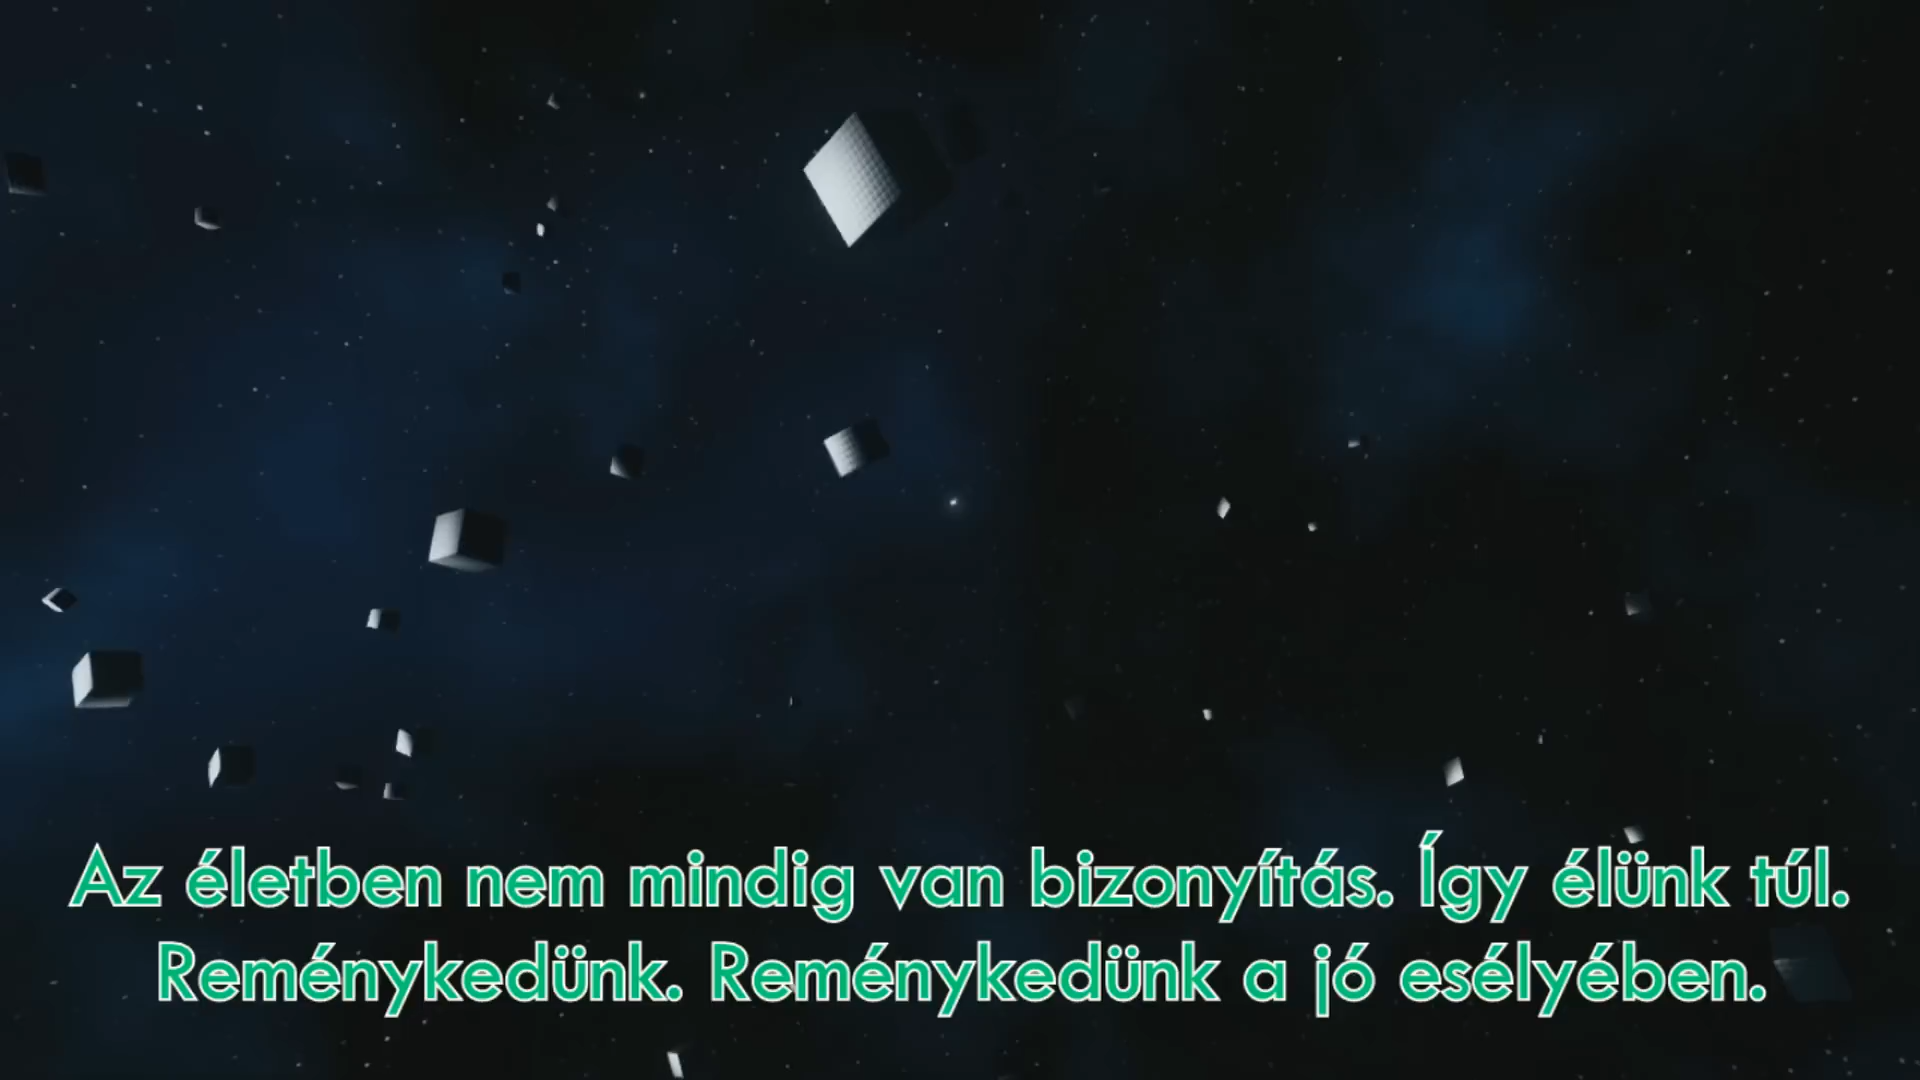 Az életben nem mindig van bizonyítás. Így élünk túl.
Reménykedünk. Reménykedünk a jó esélyében.